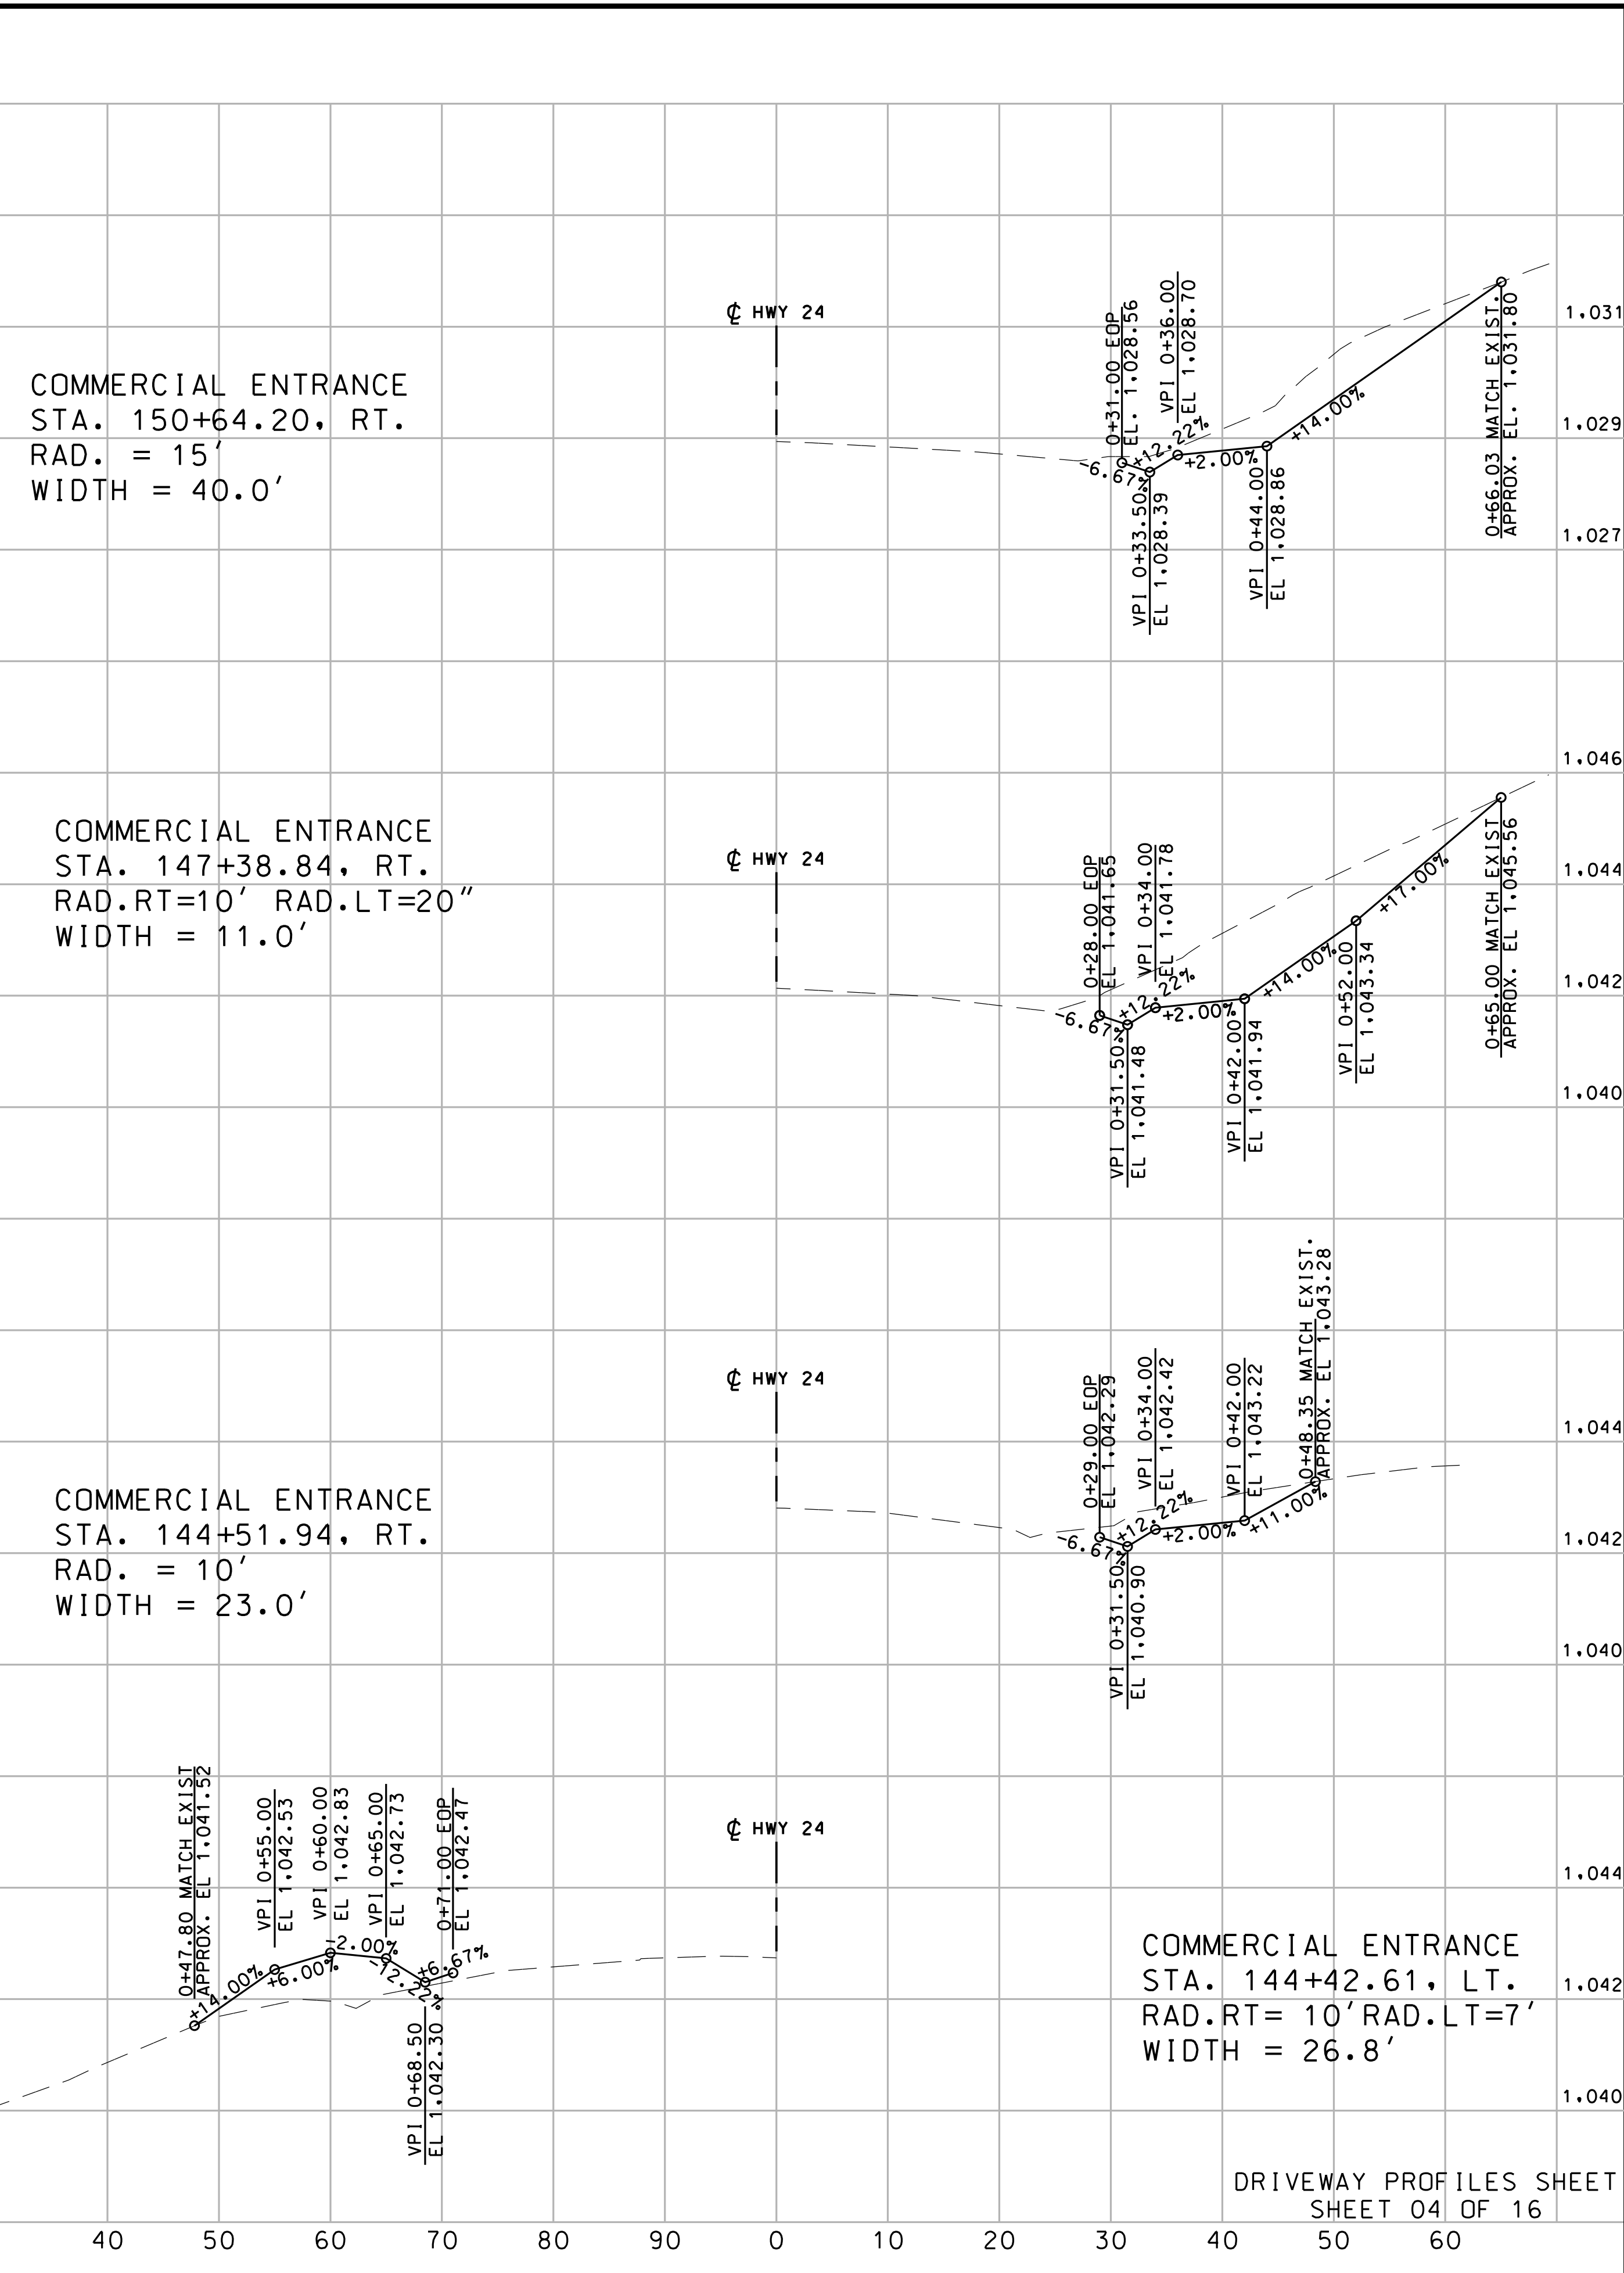 ₵ HWY 24
COMMERCIAL ENTRANCE
STA. 150+64.20, RT.
RAD. = 15'
WIDTH = 40.0'
0+31.00 EOP
EL. 1,028.56
VPI 0+36.00
EL 1,028.70
-6.67%
+12.22%
+2.00%
+14.00%
VPI 0+33.50
EL 1,028.39
VPI 0+44.00
EL 1,028.86
0+66.03 MATCH EXIST.
APPROX. EL. 1,031.80
1,031
1,029
1,027
1,046
₵ HWY 24
COMMERCIAL ENTRANCE
STA. 147+38.84, RT.
RAD.RT=10' RAD.LT=20"
WIDTH = 11.0'
0+28.00 EOP
EL 1,041.65
VPI 0+34.00
EL 1,041.78
-6.67%
+12.22%
+2.00%
+14.00%
+17.00%
VPI 0+31.50
EL 1,041.48
VPI 0+42.00
EL 1,041.94
VPI 0+52.00
EL 1,043.34
0+65.00 MATCH EXIST
APPROX. EL 1,045.56
1,044
1,042
1,040
₵ HWY 24
COMMERCIAL ENTRANCE
STA. 144+51.94, RT.
RAD. = 10'
WIDTH = 23.0'
0+29.00 EOP
EL 1,042.29
VPI 0+34.00
EL 1,042.42
VPI 0+42.00
EL 1,043.22
0+48.35 MATCH EXIST.
APPROX. EL 1,043.28
-6.67%
+12.22%
+2.00%
+11.00%
VPI 0+31.50
EL 1,040.90
1,044
1,042
1,040
₵ HWY 24
0+47.80 MATCH EXIST
APPROX. EL 1,041.52
VPI 0+55.00
EL 1,042.53
VPI 0+60.00
EL 1,042.83
VPI 0+65.00
EL 1,042.73
0+71.00 EOP
EL 1,042.47
+14.00%
+6.00%
-2.00%
-12.22%
+6.67%
VPI 0+68.50
EL 1,042.30
COMMERCIAL ENTRANCE
STA. 144+42.61, LT.
RAD.RT= 10'RAD.LT=7'
WIDTH = 26.8'
1,044
1,042
1,040
DRIVEWAY PROFILES SHEET
SHEET 04 OF 16
40 50 60 70 80 90 0 10 20 30 40 50 60